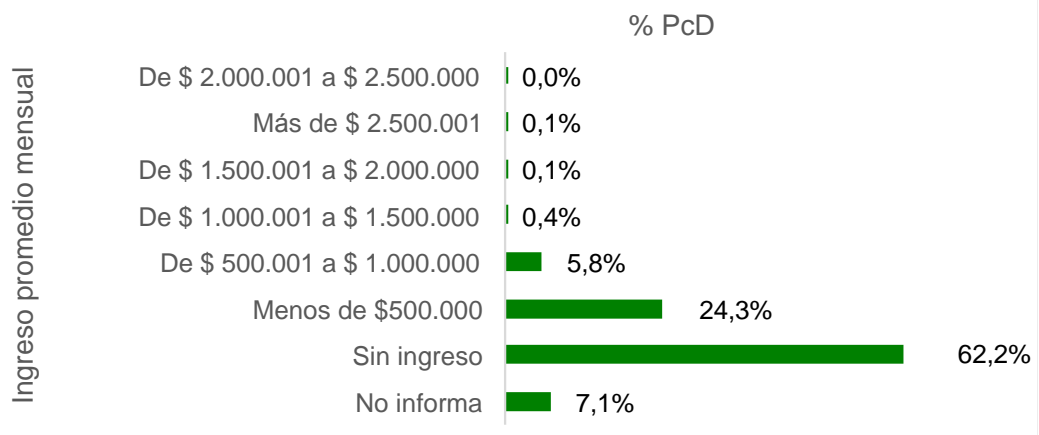 % PcD
Ingreso promedio mensual
De $ 2.000.001 a $ 2.500.000 0,0%
Más de $ 2.500.001 0,1%
De $ 1.500.001 a $ 2.000.000 0,1%
De $ 1.000.001 a $ 1.500.000 0,4%
De $ 500.001 a $ 1.000.000 5,8%
Menos de $500.000 24,3%
Sin ingreso 62,2%
No informa 7,1%